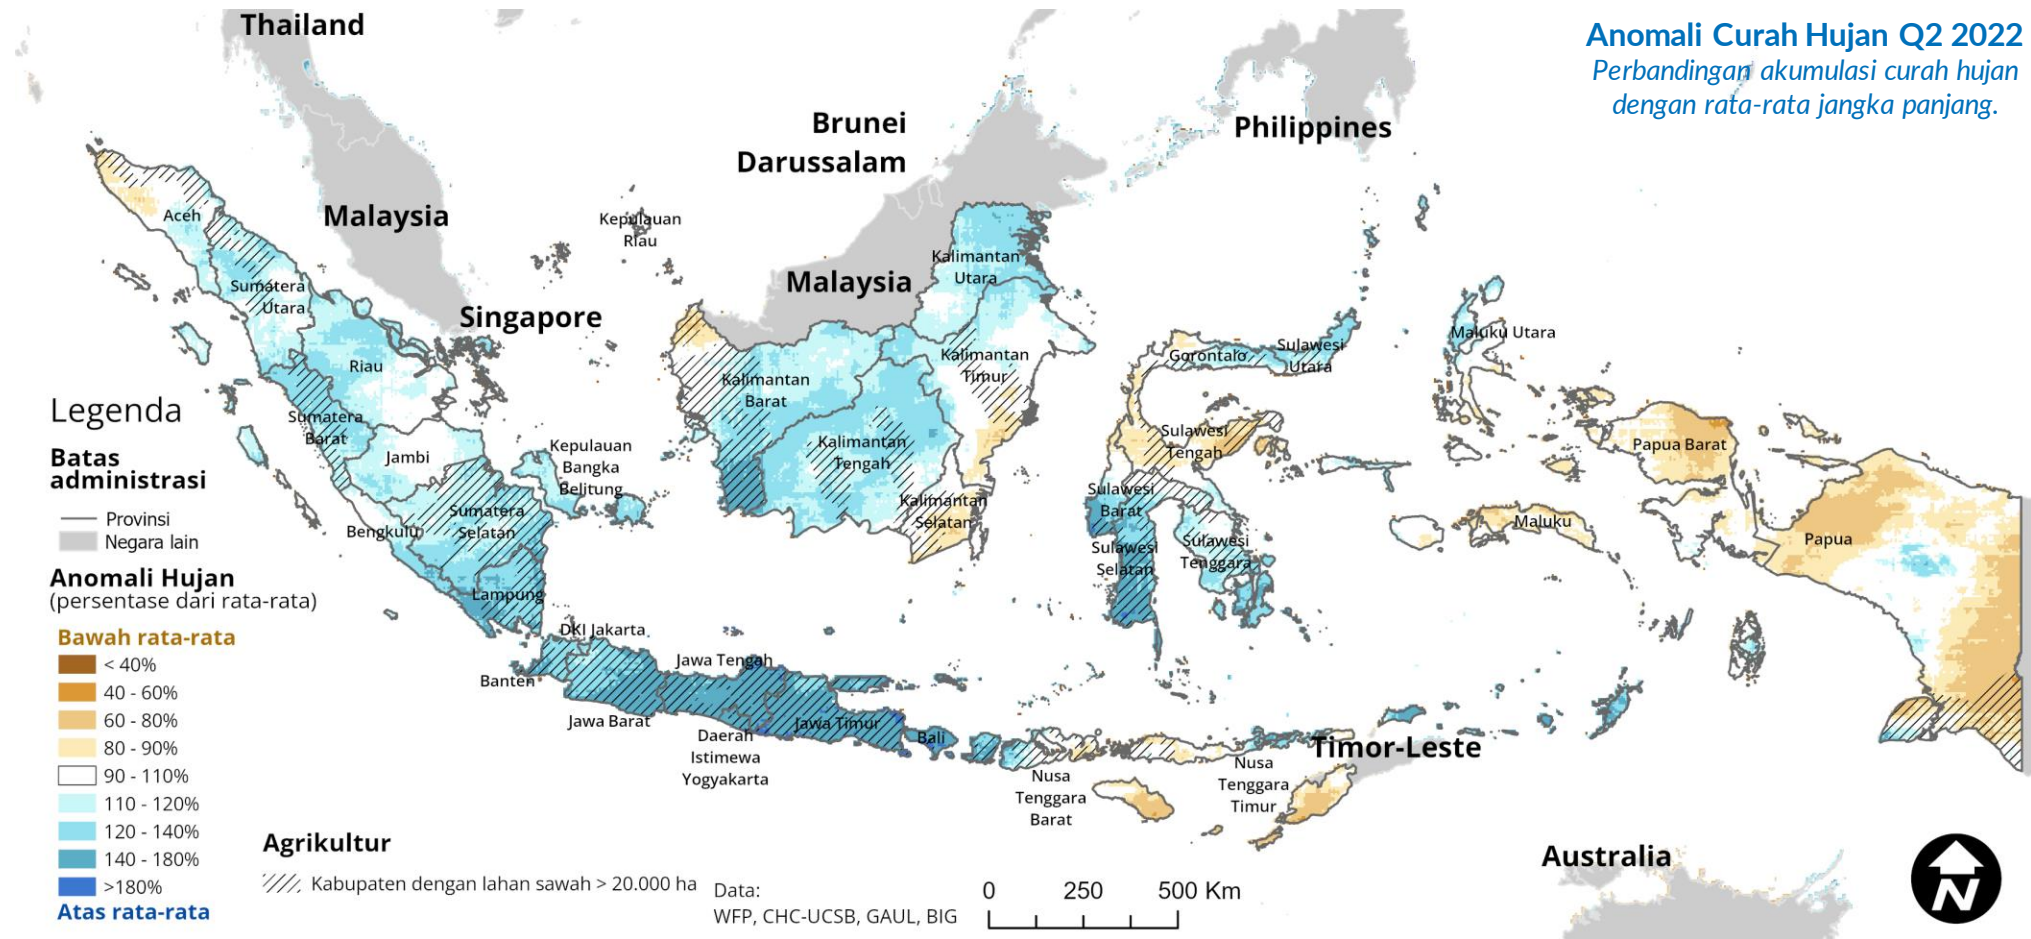 Thailand
Anomali Curah Hujan Q2 2022
Perbandingan akumulasi curah hujan
dengan rata-rata jangka panjang.
Brunei
Darussalam
Philippines
Malaysia
Aceh
Kepulauan
Riau
Kalimantan
Utara
Malaysia
Sumatera
Utara
Singapore
Maluku Utara
Gorontalo
Sulawesi
Utara
Kalimantan
Timur
Riau
Kalimantan
Barat
Sumatera
Barat
Jambi
Kepulauan
Bangka
Belitung
Kalimantan
Tengah
Sulawesi
Tengah
Papua Barat
Kalimantan
Selatan
Sulawesi
Barat
Sumatera
Selatan
Bengkulu
Maluku
Papua
Sulawesi
Selatan
Sulawesi
Tenggara
Lampung
DKI Jakarta
Jawa Tengah
Banten
Jawa Barat
Jawa Timur
Daerah
Istimewa
Yogyakarta
Bali
Nusa
Tenggara
Barat
Nusa
Tenggara
Timur
Timor-Leste
Australia
Legenda
Batas
administrasi
Provinsi
Negara lain
Anomali Hujan
(persentase dari rata-rata)
Bawah rata-rata
< 40%
40 - 60%
60 - 80%
80 - 90%
90 - 110%
110 - 120%
120 - 140%
140 - 180%
>180%
Atas rata-rata
Agrikultur
Kabupaten dengan lahan sawah > 20.000 ha
Data:
WFP, CHC-UCSB, GAUL, BIG
0 250 500 Km
N